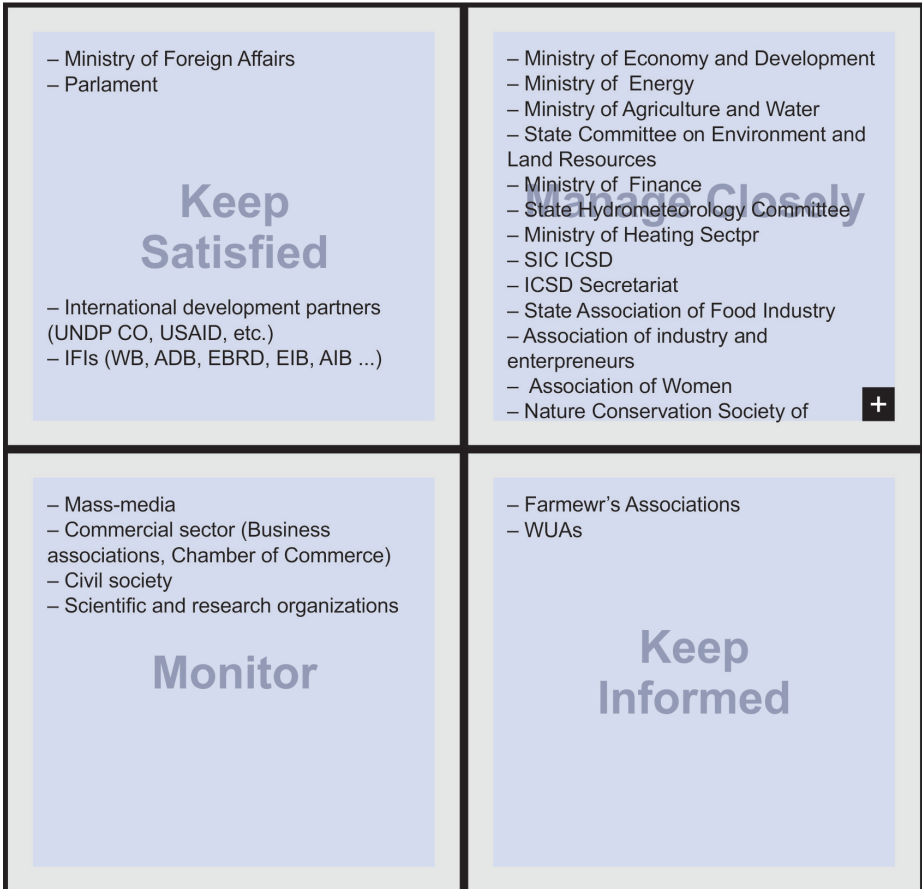 – Ministry of Foreign Affairs
– Parlament
Keep
Satisfied
– International development partners
(UNDP CO, USAID, etc.)
– IFIs (WB, ADB, EBRD, EIB, AIB ...)
– Ministry of Economy and Development
– Ministry of  Energy
– Ministry of Agriculture and Water
– State Committee on Environment and
Land Resources
– Ministry of  Finance
Manage Closely
– State Hydrometeorology Committee
– Ministry of Heating Sectpr
– SIC ICSD
– ICSD Secretariat
– State Association of Food Industry
– Association of industry and
enterpreneurs
–  Association of Women
– Nature Conservation Society of
+
– Mass-media
– Commercial sector (Business
associations, Chamber of Commerce)
– Civil society
– Scientific and research organizations
Monitor
– Farmewr's Associations
– WUAs
Keep
Informed